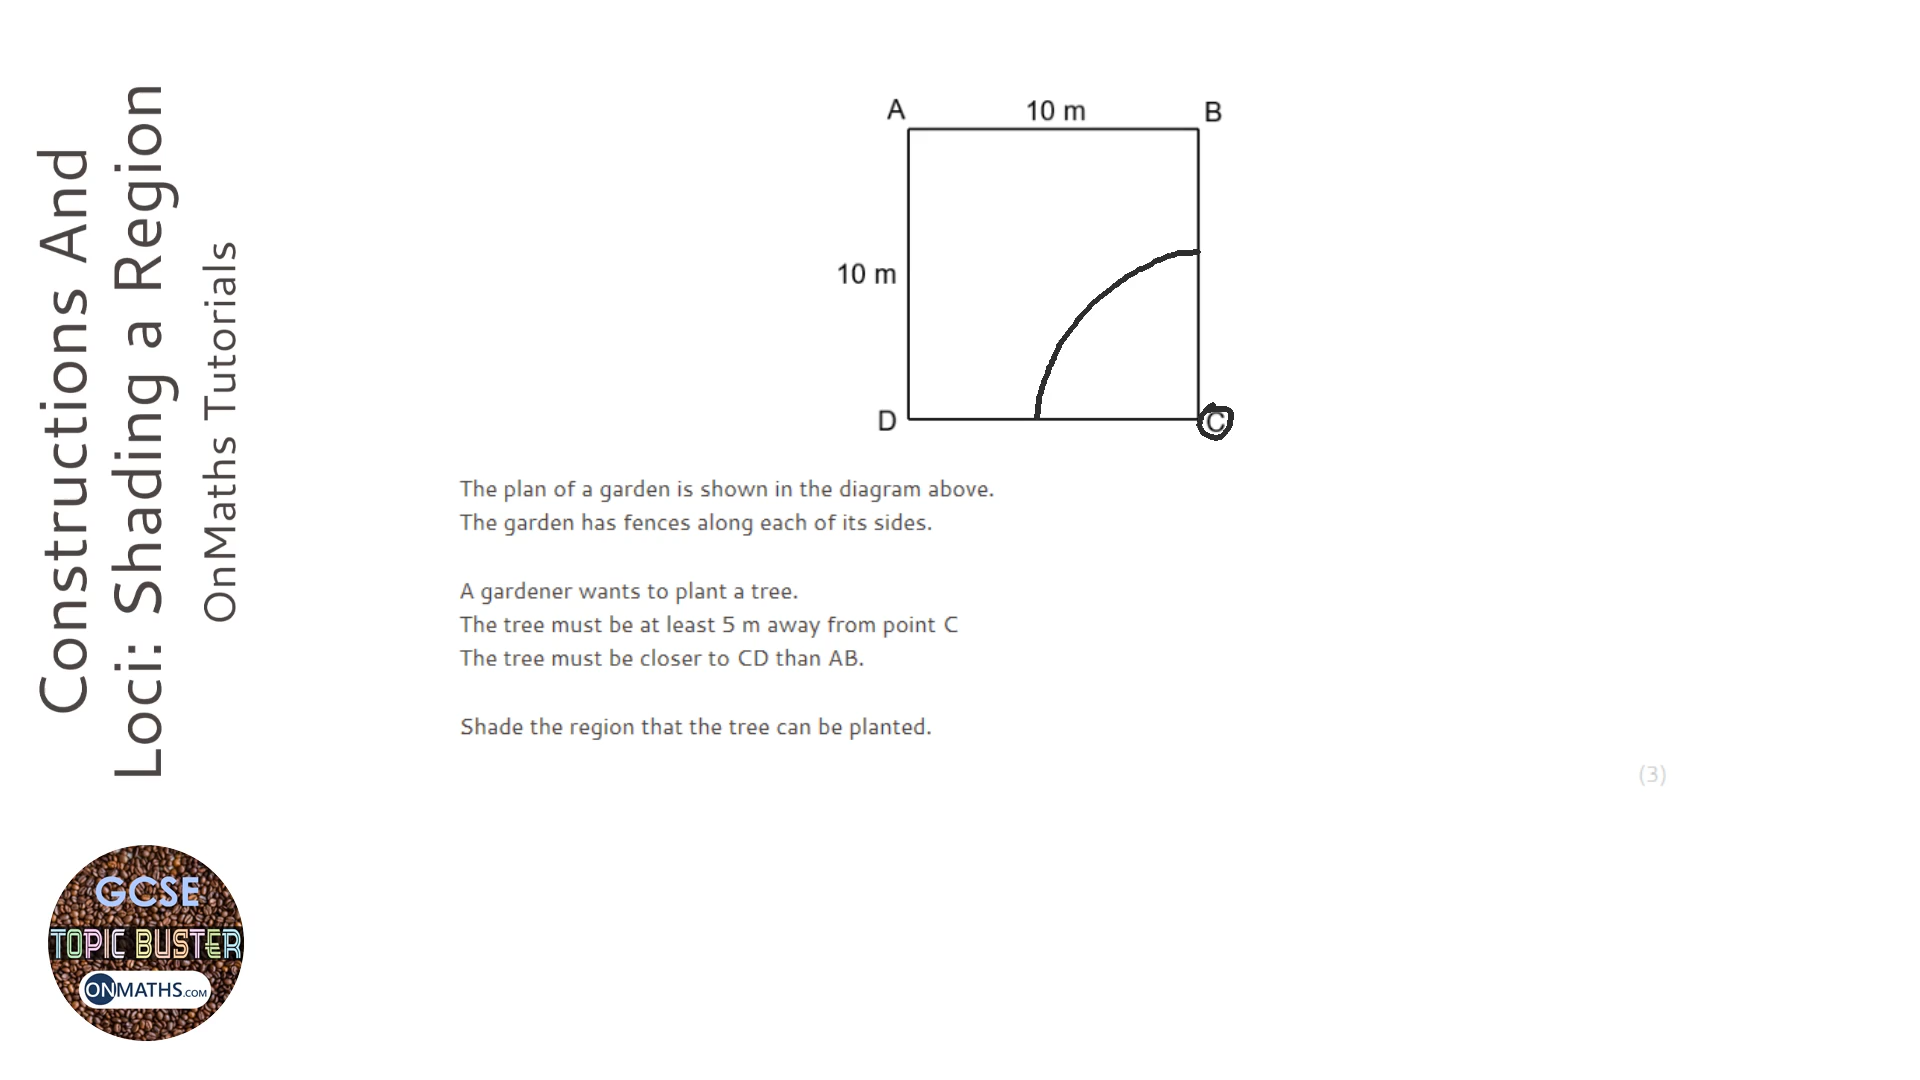 Constructions And
Loci: Shading a Region
OnMaths Tutorials
A
10 m
B
10 m
D
C
The plan of a garden is shown in the diagram above.
The garden has fences along each of its sides.
A gardener wants to plant a tree.
The tree must be at least 5 m away from point C
The tree must be closer to CD than AB.
Shade the region that the tree can be planted.
(3)
GCSE
TOPIC BUSTER
ONMATHS.COM